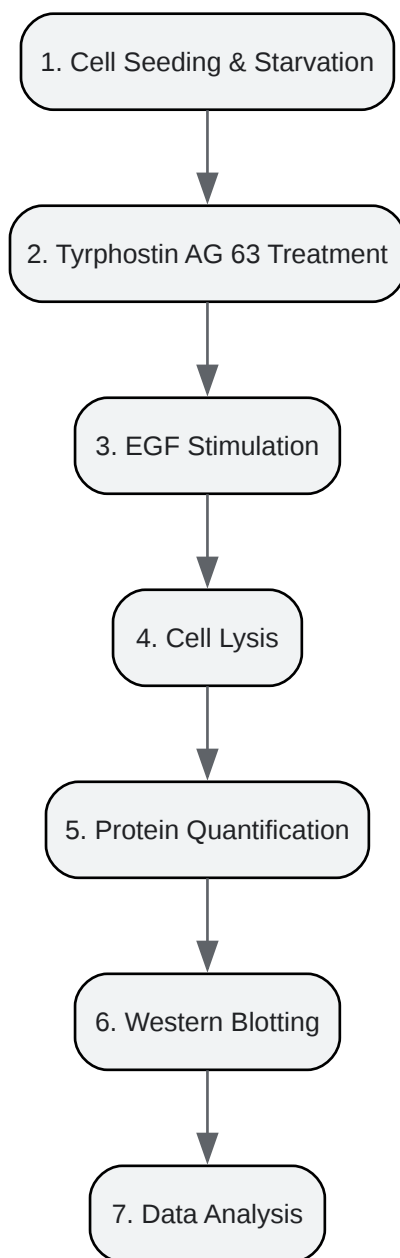 1. Cell Seeding & Starvation
2. Tyrphostin AG 63 Treatment
3. EGF Stimulation
4. Cell Lysis
5. Protein Quantification
6. Western Blotting
7. Data Analysis